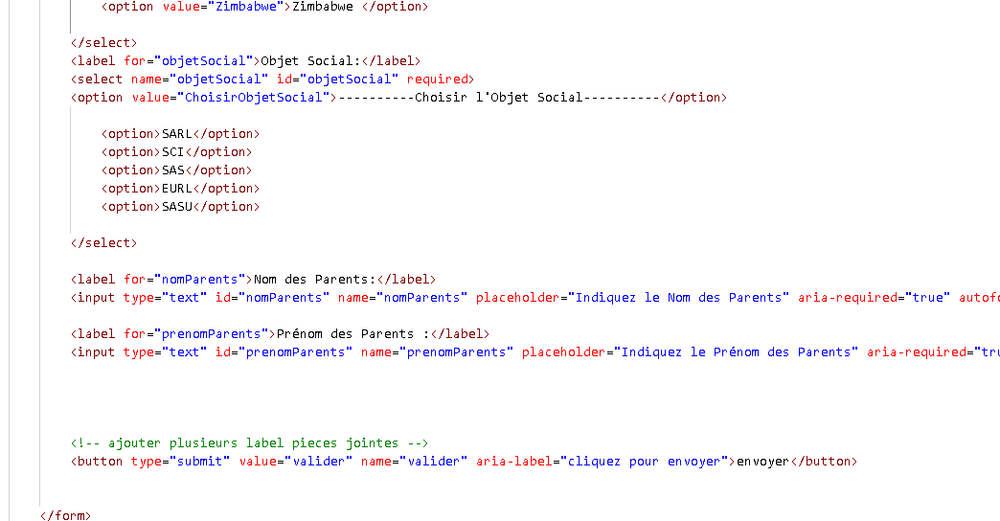 <option value="Zimbabwe">Zimbabwe </option>
</select>
<label for="objetSocial">Objet Social:</label>
<select name="objetSocial" id="objetSocial" required>
<option value="ChoisirObjetSocial">----------Choisir l'Objet Social----------</option>
<option>SARL</option>
<option>SCI</option>
<option>SAS</option>
<option>EURL</option>
<option>SASU</option>
</select>
<label for="nomParents">Nom des Parents:</label>
<input type="text" id="nomParents" name="nomParents" placeholder="Indiquez le Nom des Parents" aria-required="true" autofo
<label for="prenomParents">Prénom des Parents :</label>
<input type="text" id="prenomParents" name="prenomParents" placeholder="Indiquez le Prénom des Parents" aria-required="tru
<!-- ajouter plusieurs label pieces jointes -->
<button type="submit" value="valider" name="valider" aria-label="cliquez pour envoyer">envoyer</button>
</form>